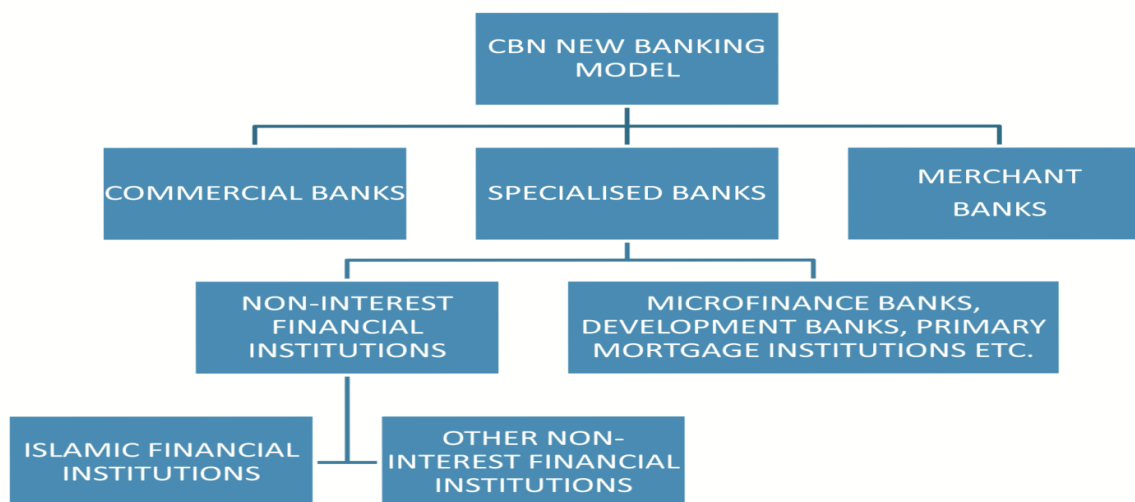 CBN NEW BANKING
MODEL
COMMERCIAL BANKS
SPECIALISED BANKS
MERCHANT
BANKS
NON-INTEREST
FINANCIAL
INSTITUTIONS
MICROFINANCE BANKS,
DEVELOPMENT BANKS, PRIMARY
MORTGAGE INSTITUTIONS ETC.
ISLAMIC FINANCIAL
INSTITUTIONS
OTHER NON-
INTEREST FINANCIAL
INSTITUTIONS